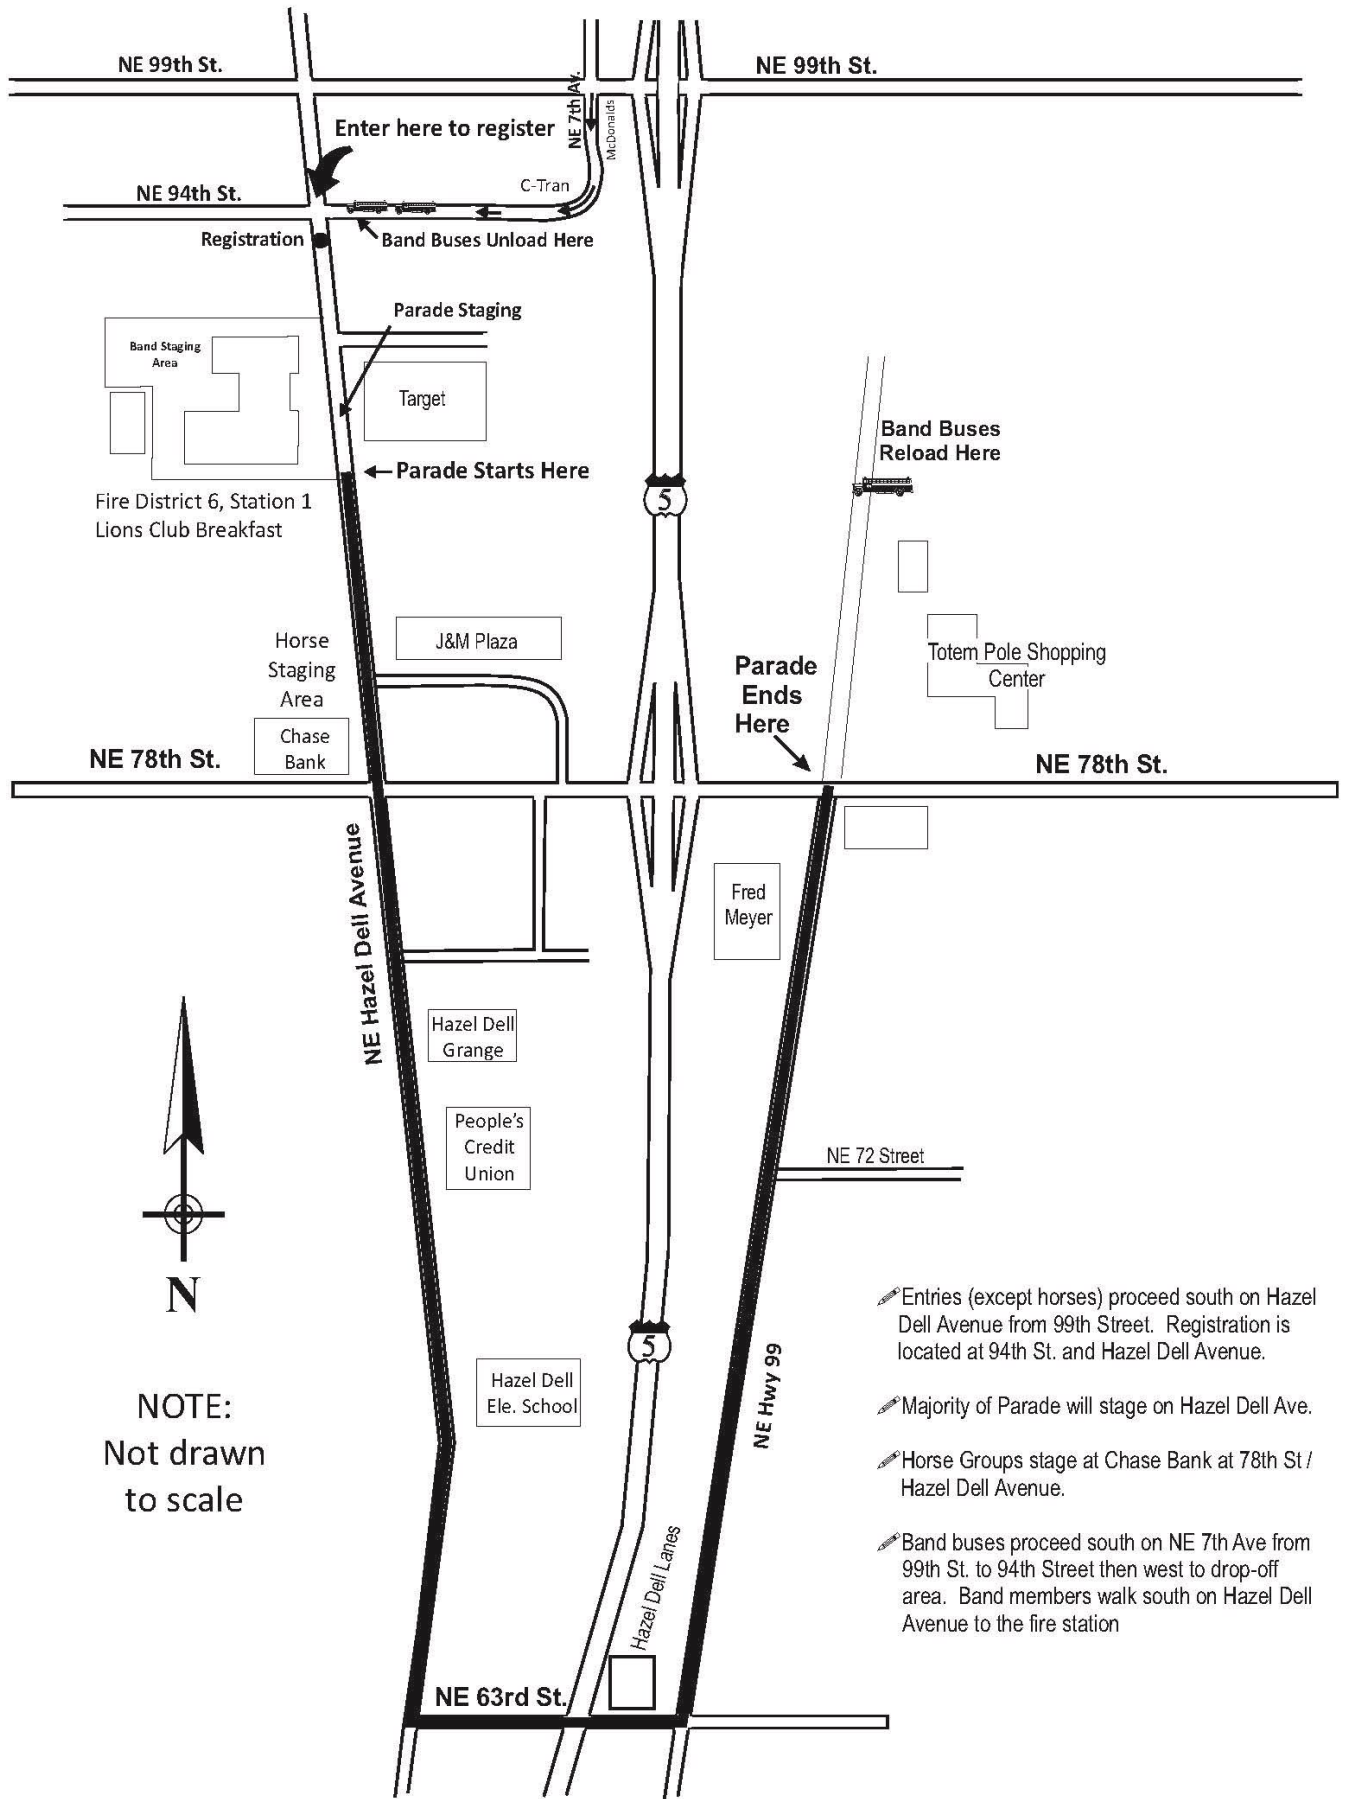 NE 99th St.
NE 99th St.
NE 7th Av.
McDonalds
Enter here to register
C-Tran
NE 94th St.
Registration
Band Buses Unload Here
Parade Staging
Band Staging
Area
Target
Band Buses
Reload Here
Parade Starts Here
5
Fire District 6, Station 1
Lions Club Breakfast
Horse
Staging
Area
J&M Plaza
Totem Pole Shopping
Center
Parade
Ends
Here
Chase
Bank
NE 78th St.
NE 78th St.
NE Hazel Dell Avenue
Fred
Meyer
Hazel Dell
Grange
People's
Credit
Union
NE 72 Street
N
5
NE Hwy 99
Hazel Dell
Ele. School
NOTE:
Not drawn
to scale
Hazel Dell Lanes
NE 63rd St.
Entries (except horses) proceed south on Hazel
Dell Avenue from 99th Street.  Registration is
located at 94th St. and Hazel Dell Avenue.
Majority of Parade will stage on Hazel Dell Ave.
Horse Groups stage at Chase Bank at 78th St /
Hazel Dell Avenue.
Band buses proceed south on NE 7th Ave from
99th St. to 94th Street then west to drop-off
area.  Band members walk south on Hazel Dell
Avenue to the fire station